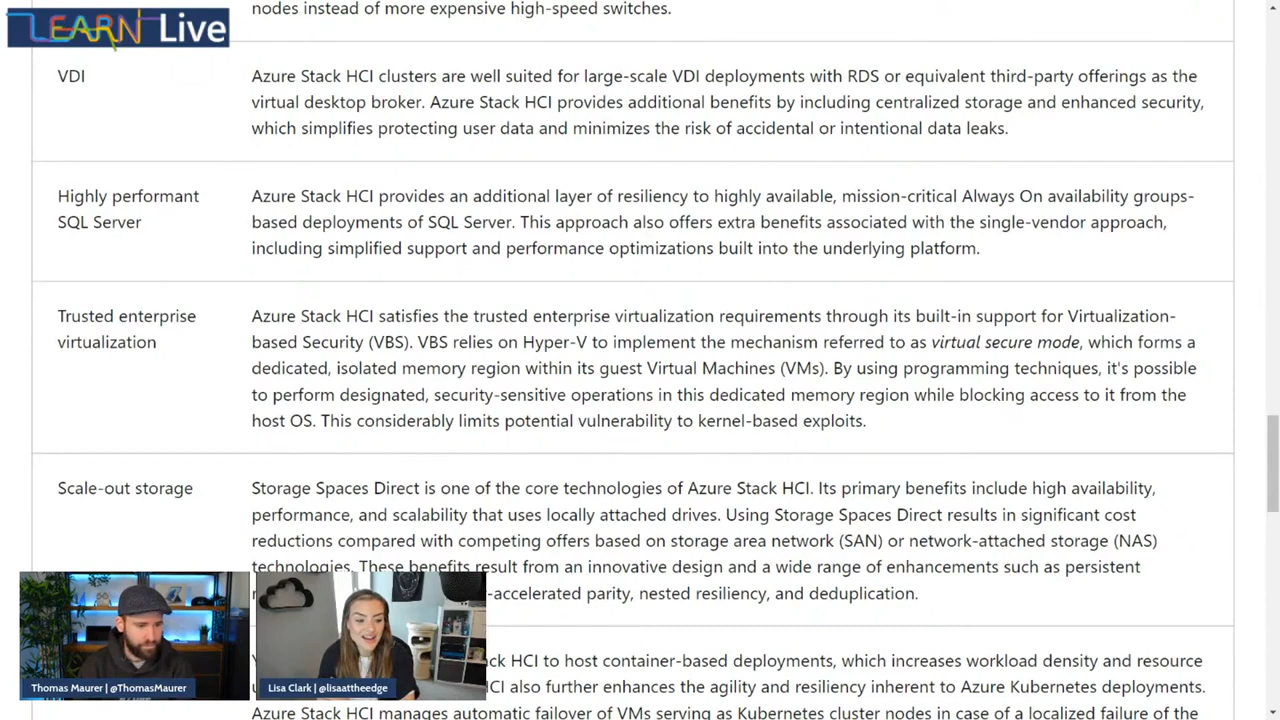 nodes instead of more expensive high-speed switches.
LEARN Live
VDI
Azure Stack HCI clusters are well suited for large-scale VDI deployments with RDS or equivalent third-party offerings as the
virtual desktop broker. Azure Stack HCI provides additional benefits by including centralized storage and enhanced security,
which simplifies protecting user data and minimizes the risk of accidental or intentional data leaks.
Highly performant
SQL Server
Azure Stack HCI provides an additional layer of resiliency to highly available, mission-critical Always On availability groups-
based deployments of SQL Server. This approach also offers extra benefits associated with the single-vendor approach,
including simplified support and performance optimizations built into the underlying platform.
Trusted enterprise
virtualization
Azure Stack HCI satisfies the trusted enterprise virtualization requirements through its built-in support for Virtualization-
based Security (VBS). VBS relies on Hyper-V to implement the mechanism referred to as virtual secure mode, which forms a
dedicated, isolated memory region within its guest Virtual Machines (VMs). By using programming techniques, it's possible
to perform designated, security-sensitive operations in this dedicated memory region while blocking access to it from the
host OS. This considerably limits potential vulnerability to kernel-based exploits.
Scale-out storage
Storage Spaces Direct is one of the core technologies of Azure Stack HCI. Its primary benefits include high availability,
performance, and scalability that uses locally attached drives. Using Storage Spaces Direct results in significant cost
reductions compared with competing offers based on storage area network (SAN) or network-attached storage (NAS)
technologies. These benefits result from an innovative design and a wide range of enhancements such as persistent
-accelerated parity, nested resiliency, and deduplication.
HCI to host container-based deployments, which increases workload density and resource
HCI also further enhances the agility and resiliency inherent to Azure Kubernetes deployments.
Azure Stack HCI manages automatic failover of VMs serving as Kubernetes cluster nodes in case of a localized failure of the
Thomas Maurer | @ThomasMaurer
Lisa Clark | @lisaattheedge